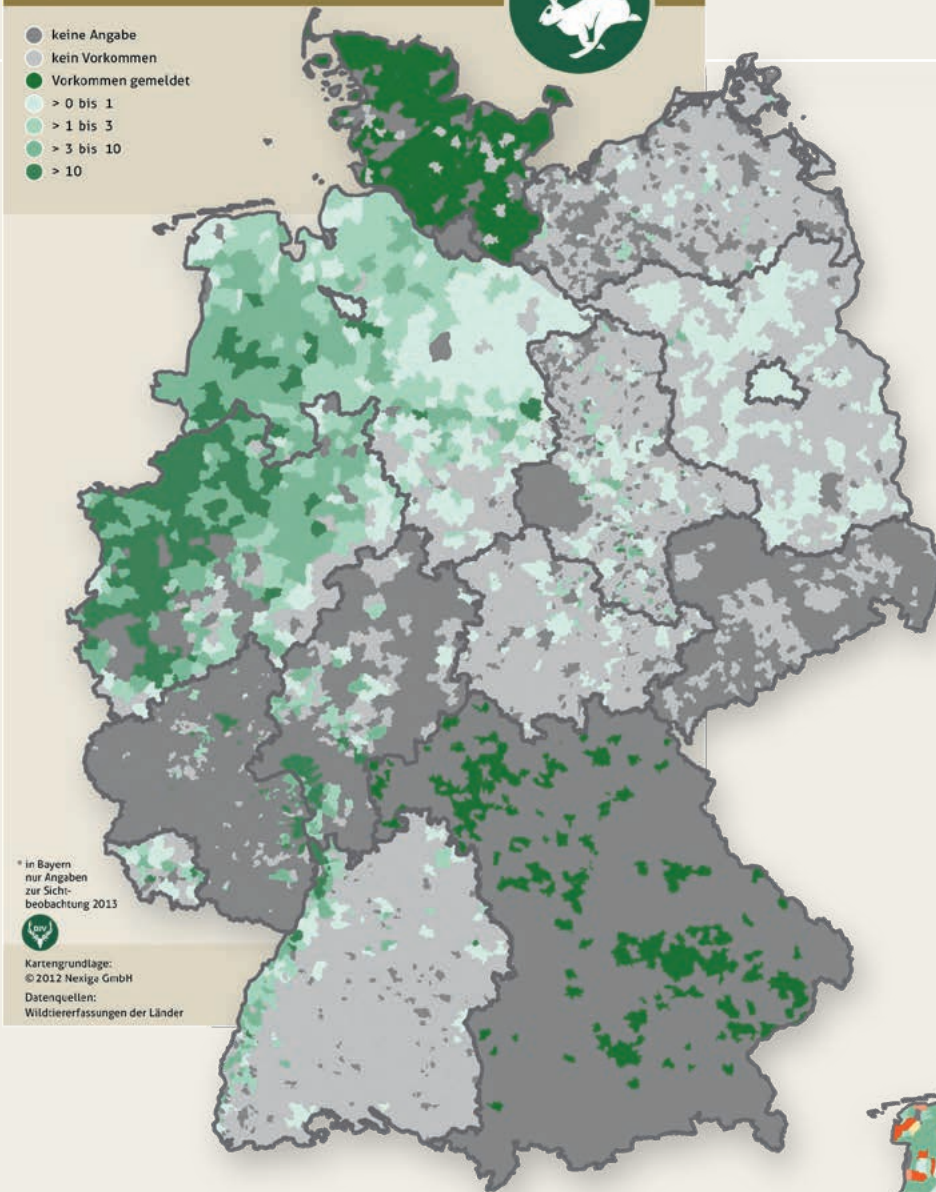 keine Angabe
kein Vorkommen
Vorkommen gemeldet
> 0 bis 1
> 1 bis 3
> 3 bis 10
> 10
* in Bayern
nur Angaben
zur Sicht-
beobachtung 2013
DJV
Kartengrundlage:
© 2012 Nexiga GmbH
Datenquellen:
Wildtiererfassungen der Länder